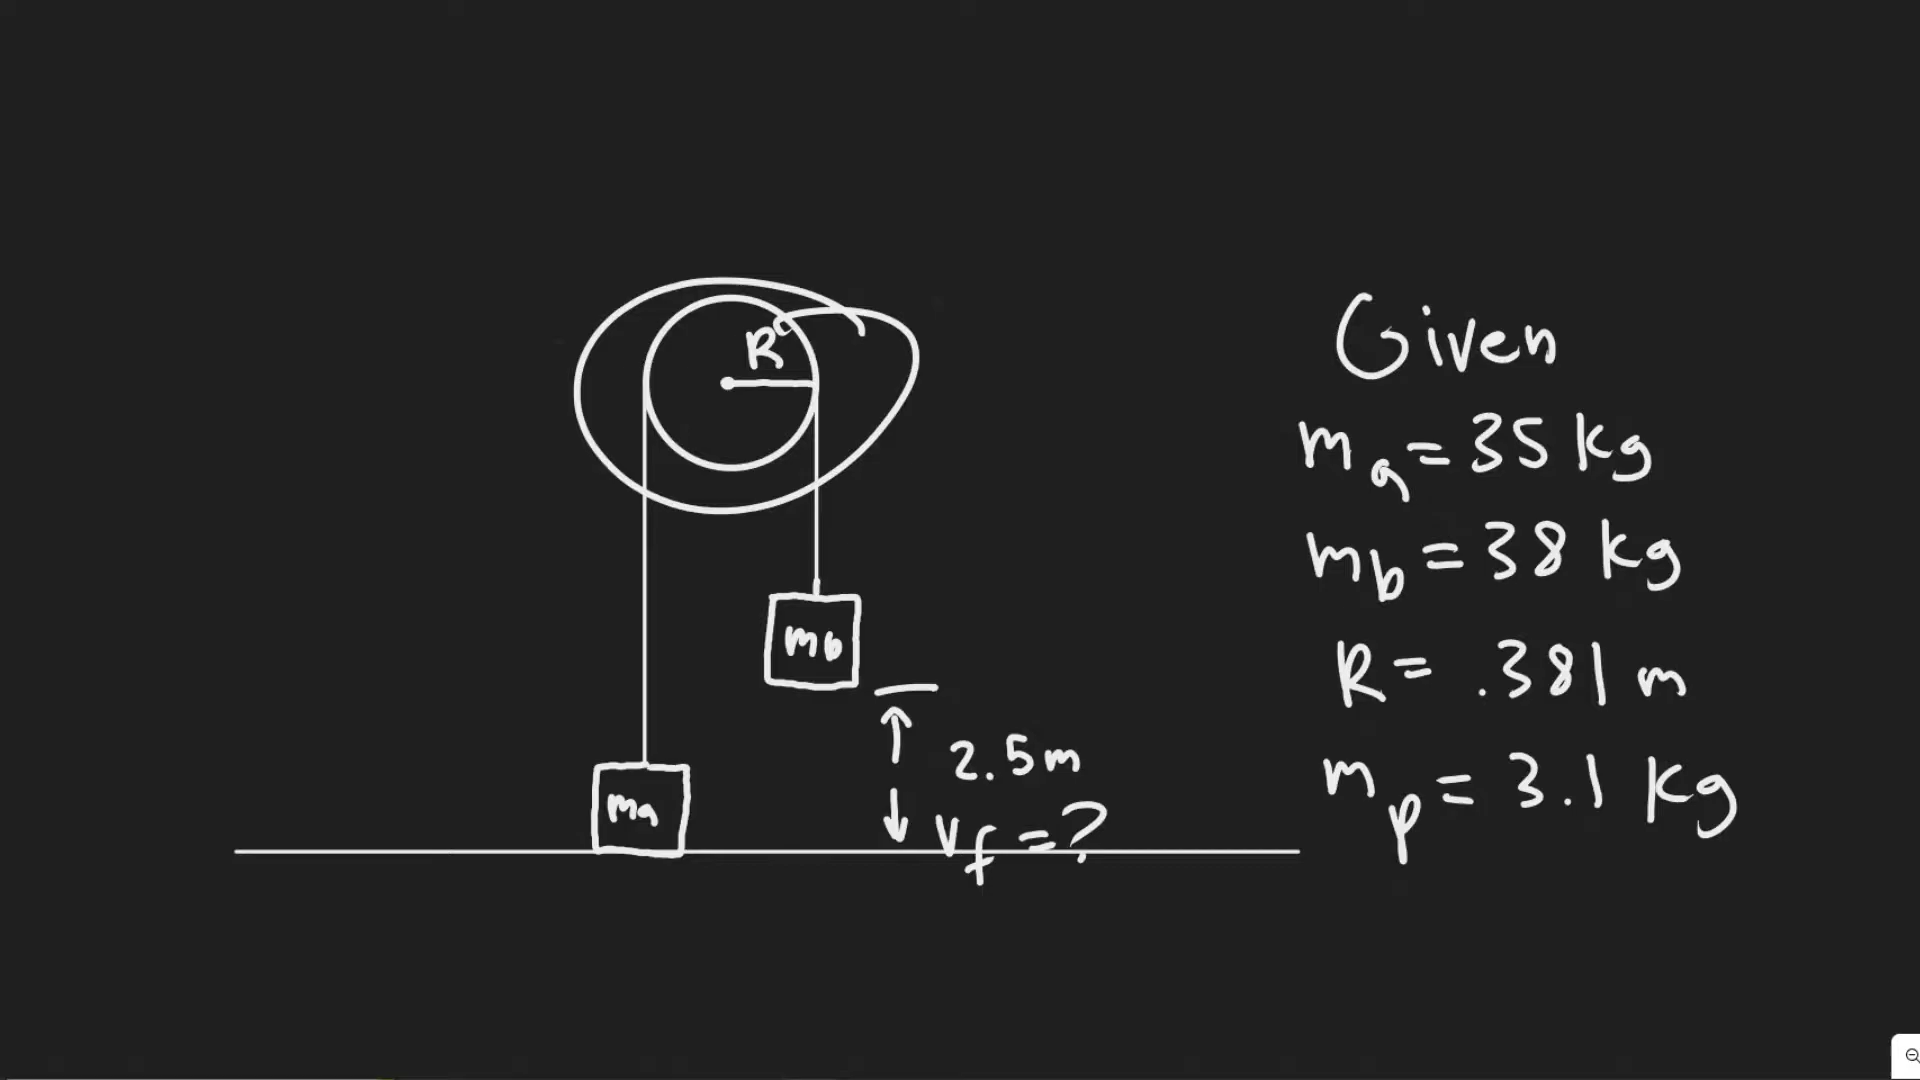 R
mb
ma
2.5m
vf = ?
Given
ma = 35 kg
mb = 38 kg
R = .381 m
mp = 3.1 kg